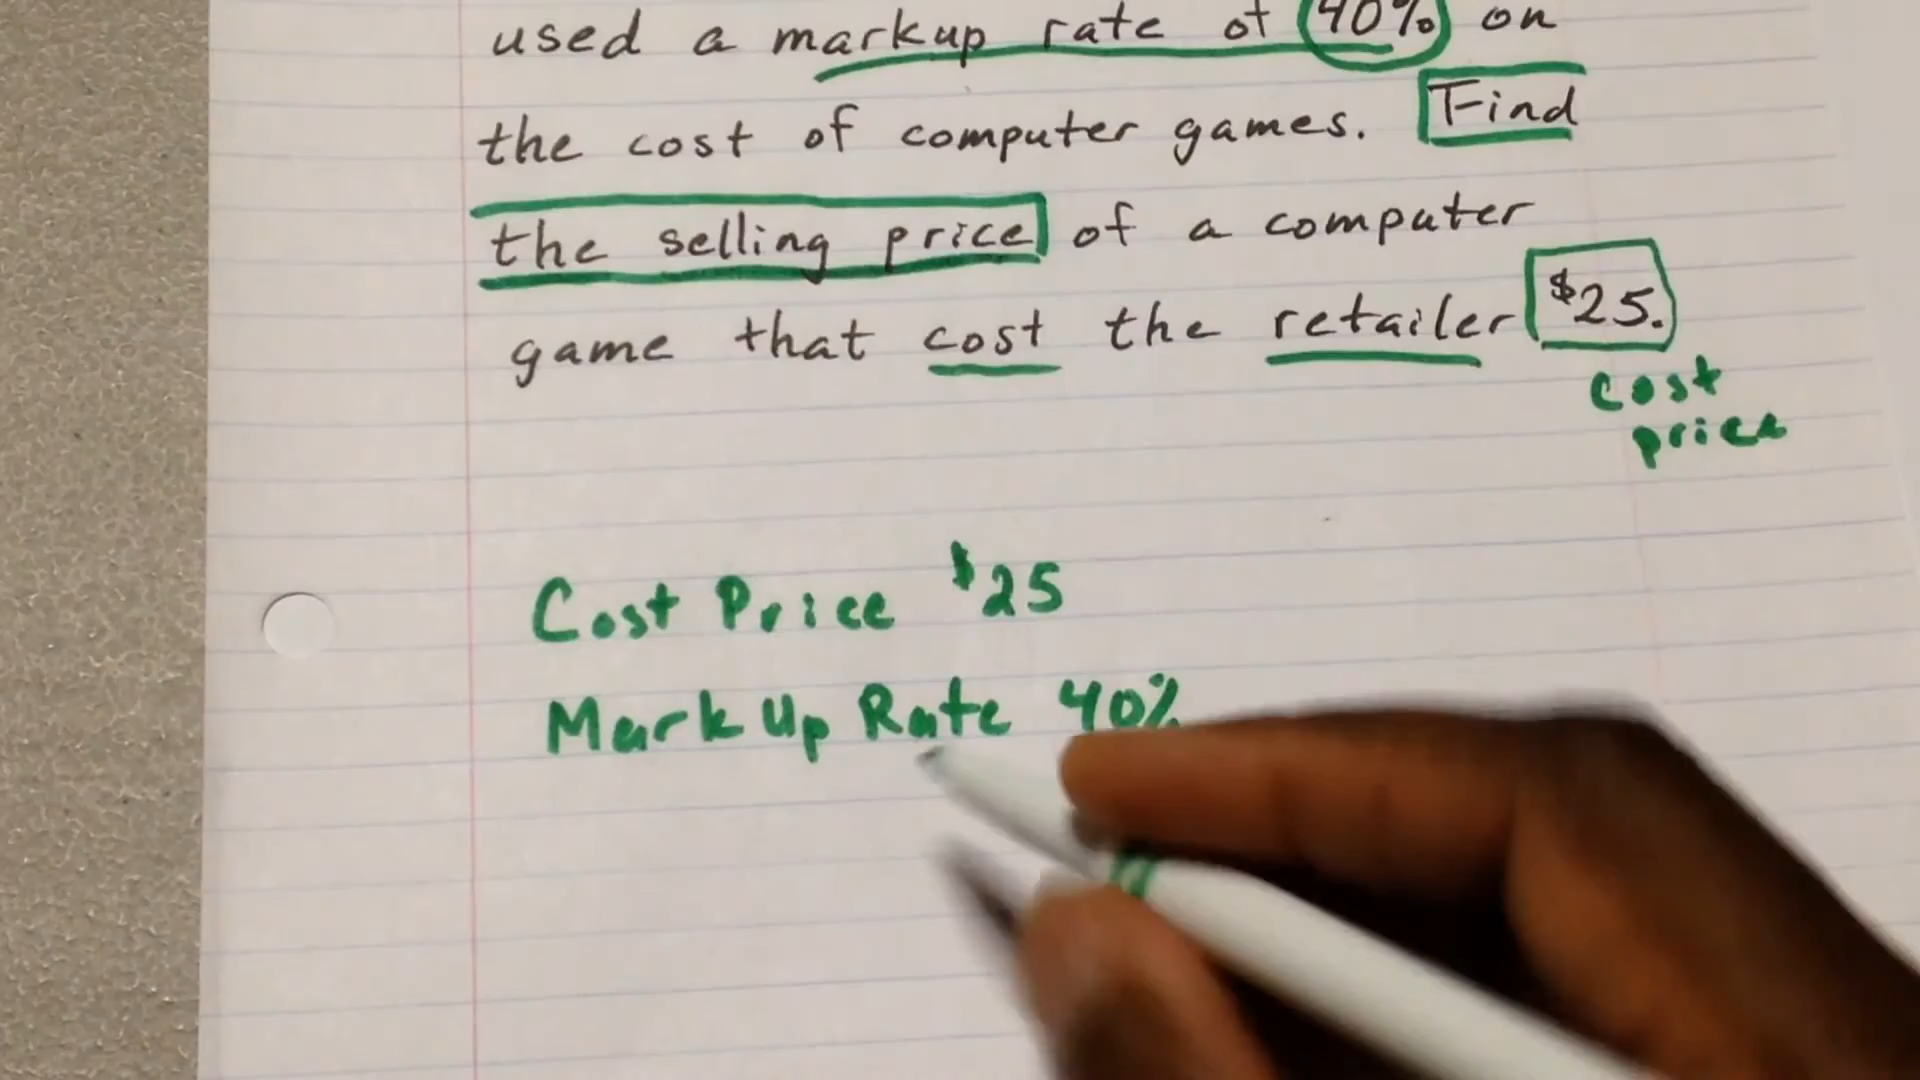 used a markup rate of 40% on
the cost of computer games. Find
the selling price of a computer
game that cost the retailer $25.
cost
price
Cost Price $25
Mark Up Rate 40%